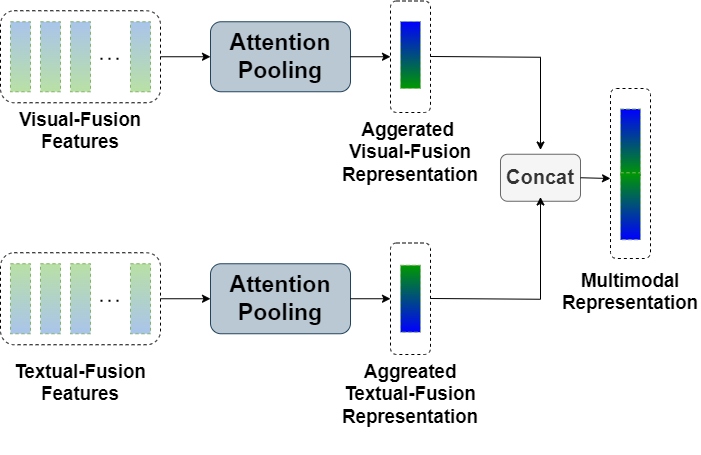 Attention
Pooling
Visual-Fusion
Features
Aggerated
Visual-Fusion
Representation
Concat
Multimodal
Representation
Attention
Pooling
Textual-Fusion
Features
Aggreated
Textual-Fusion
Representation